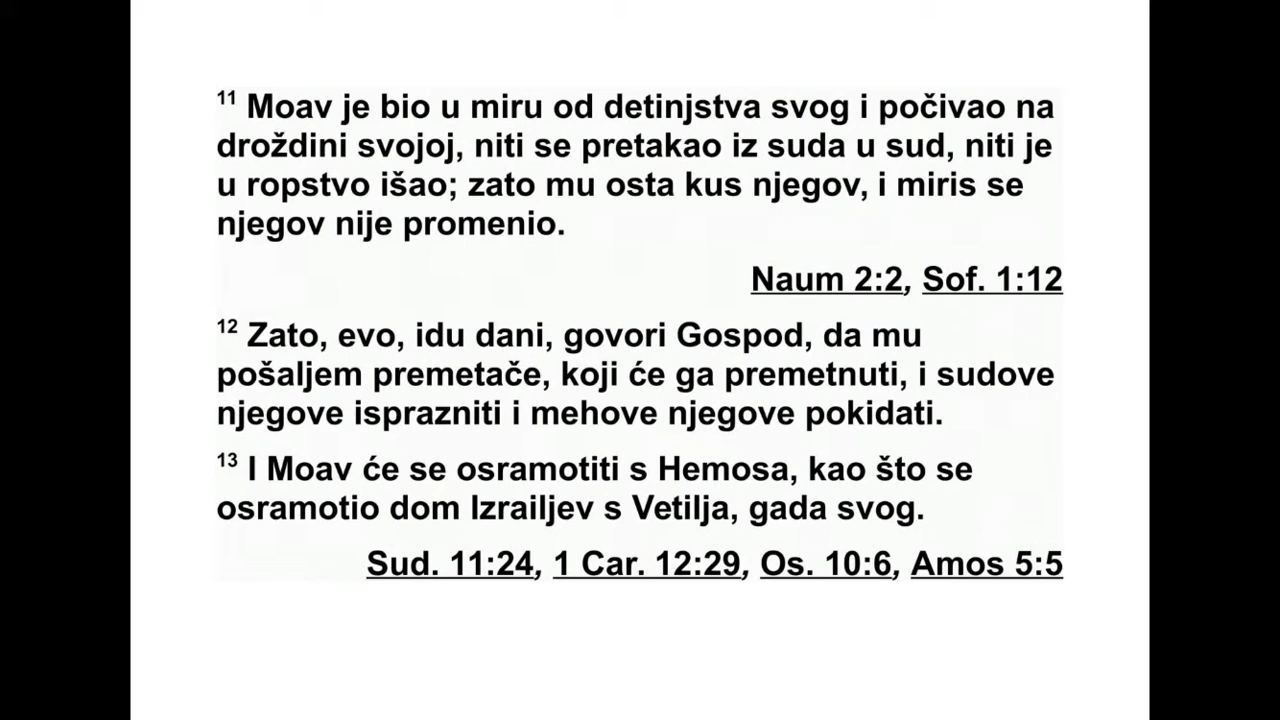 11 Moav je bio u miru od detinjstva svog i počivao na
droždini svojoj, niti se pretakao iz suda u sud, niti je
u ropstvo išao; zato mu osta kus njegov, i miris se
njegov nije promenio.
Naum 2:2, Sof. 1:12
12 Zato, evo, idu dani, govori Gospod, da mu
pošaljem premetače, koji će ga premetnuti, i sudove
njegove isprazniti i mehove njegove pokidati.
13 I Moav će se osramotiti s Hemosa, kao što se
osramotio dom Izrailjev s Vetilja, gada svog.
Sud. 11:24, 1 Car. 12:29, Os. 10:6, Amos 5:5